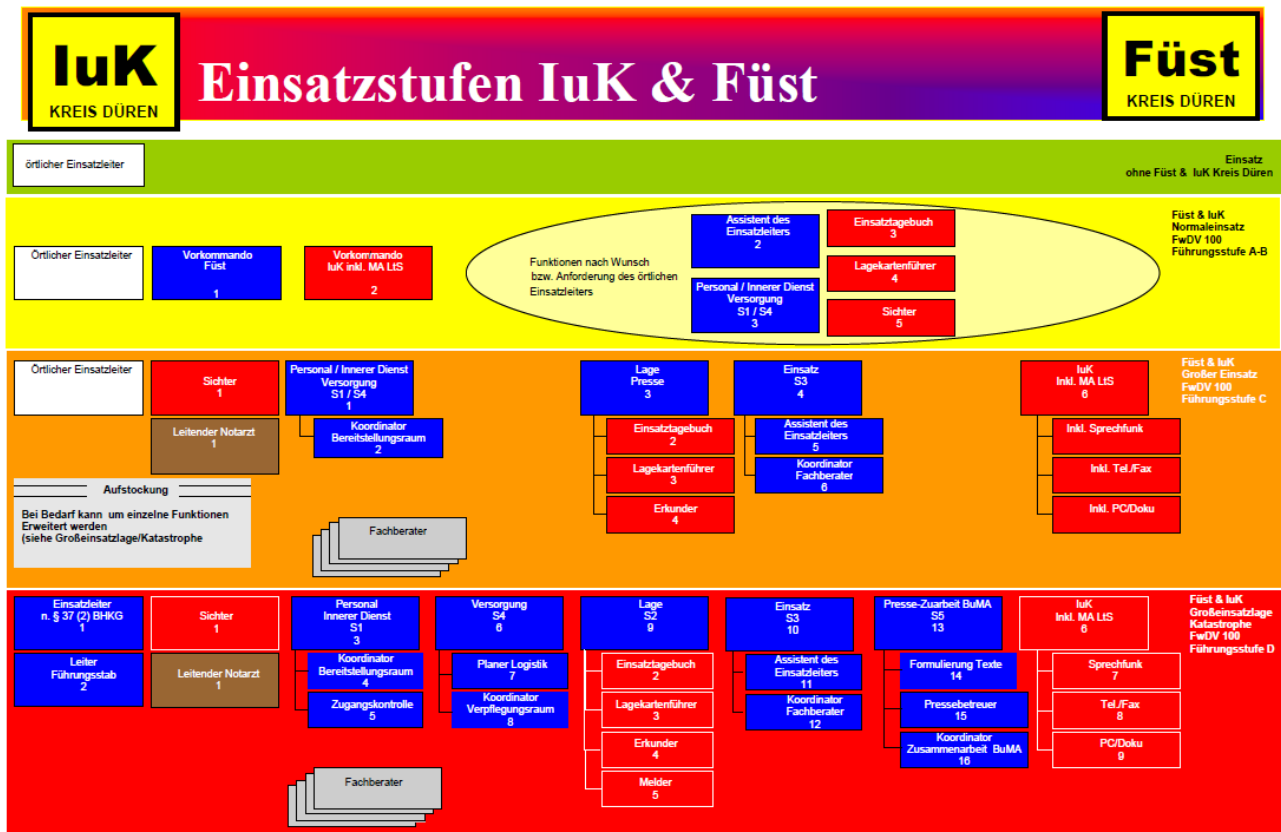 IuK
KREIS DÜREN
Einsatzstufen IuK & Füst
Füst
KREIS DÜREN
örtlicher Einsatzleiter
Einsatz
ohne Füst & IuK Kreis Düren
Örtlicher Einsatzleiter
Vorkommando
Füst
1
Vorkommando
IuK inkl. MA LtS
2
Funktionen nach Wunsch
bzw. Anforderung des örtlichen
Einsatzleiters
Assistent des
Einsatzleiters
2
Personal / Innerer Dienst
Versorgung
S1 / S4
3
Einsatztagebuch
3
Lagekartenführer
4
Sichter
5
Füst & IuK
Normaleinsatz
FwDV 100
Führungsstufe A-B
Örtlicher Einsatzleiter
Sichter
1
Leitender Notarzt
1
Personal / Innerer Dienst
Versorgung
S1 / S4
1
Koordinator
Bereitstellungsraum
2
Lage
Presse
3
Einsatztagebuch
2
Lagekartenführer
3
Erkunder
4
Einsatz
S3
4
Assistent des
Einsatzleiters
5
Koordinator
Fachberater
6
IuK
Inkl. MA LtS
6
Inkl. Sprechfunk
Inkl. Tel./Fax
Inkl. PC/Doku
Füst & IuK
Großer Einsatz
FwDV 100
Führungsstufe C
Aufstockung
Bei Bedarf kann um einzelne Funktionen
Erweitert werden
(siehe Großeinsatzlage/Katastrophe
Fachberater
Einsatzleiter
n. § 37 (2) BHKG
1
Leiter
Führungsstab
2
Sichter
1
Leitender Notarzt
1
Personal
Innerer Dienst
S1
3
Koordinator
Bereitstellungsraum
4
Zugangskontrolle
5
Versorgung
S4
6
Planer Logistik
7
Koordinator
Verpflegungsraum
8
Lage
S2
9
Einsatztagebuch
2
Lagekartenführer
3
Erkunder
4
Melder
5
Einsatz
S3
10
Assistent des
Einsatzleiters
11
Koordinator
Fachberater
12
Presse-Zuarbeit BuMA
S5
13
Formulierung Texte
14
Pressebetreuer
15
Koordinator
Zusammenarbeit BuMA
16
IuK
Inkl. MA LtS
6
Sprechfunk
7
Tel./Fax
8
PC/Doku
9
Füst & IuK
Großeinsatzlage
Katastrophe
FwDV 100
Führungsstufe D
Fachberater